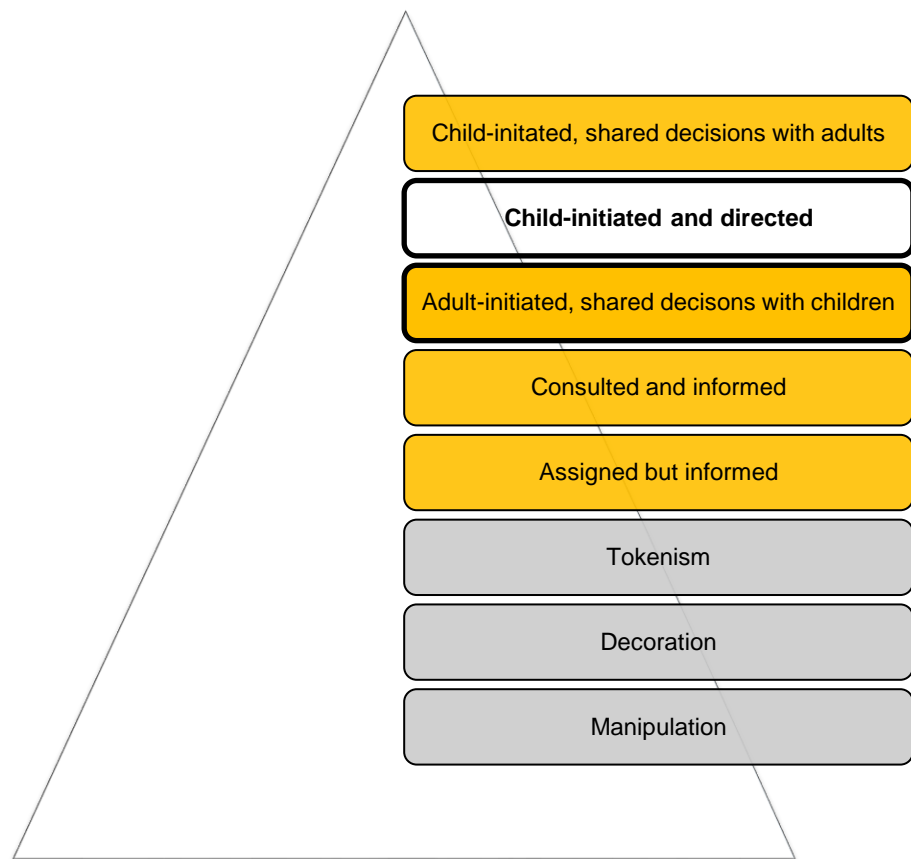 Child-initated, shared decisions with adults
Child-initiated and directed
Adult-initiated, shared decisons with children
Consulted and informed
Assigned but informed
Tokenism
Decoration
Manipulation